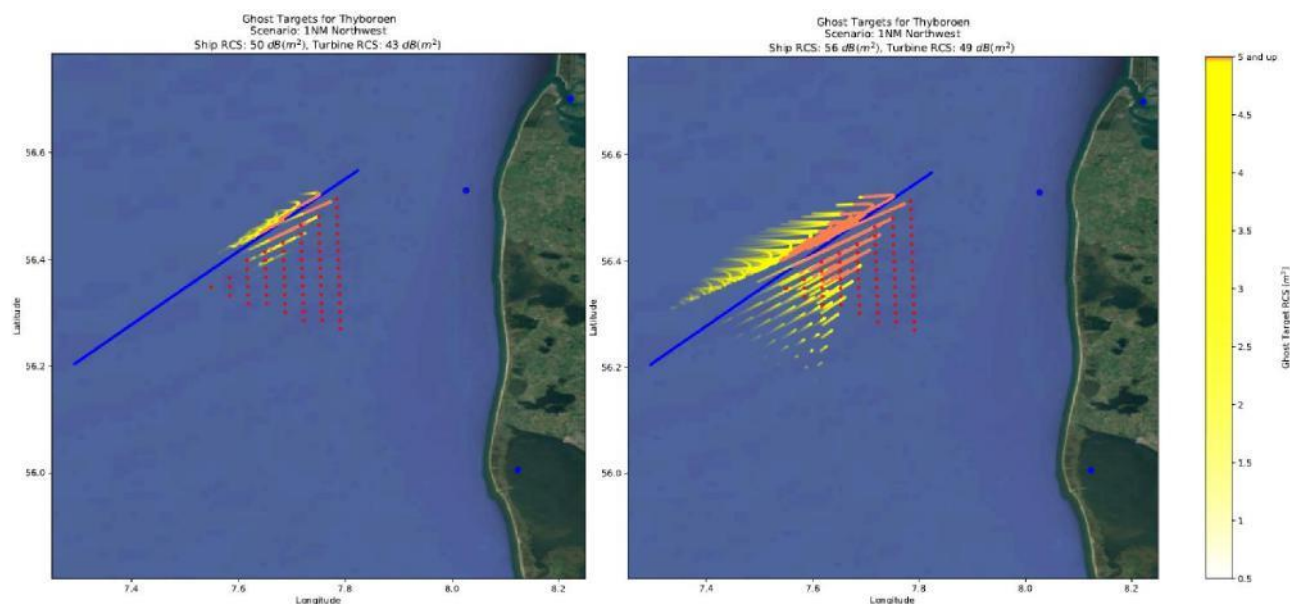 Ghost Targets for Thyboroen
Scenario: 1NM Northwest
Ship RCS: 50 dB(m²), Turbine RCS: 43 dB(m²)
56.6
56.4
56.2
56.0
Latitude
7.4
7.6
7.8
8.0
8.2
Longitude
Ghost Targets for Thyboroen
Scenario: 1NM Northwest
Ship RCS: 56 dB(m²), Turbine RCS: 49 dB(m²)
56.6
56.4
56.2
56.0
Latitude
7.4
7.6
7.8
8.0
8.2
Longitude
5 and up
4.5
4
3.5
3
2.5
2
1.5
1
0.5
Ghost Target RCS (m²)